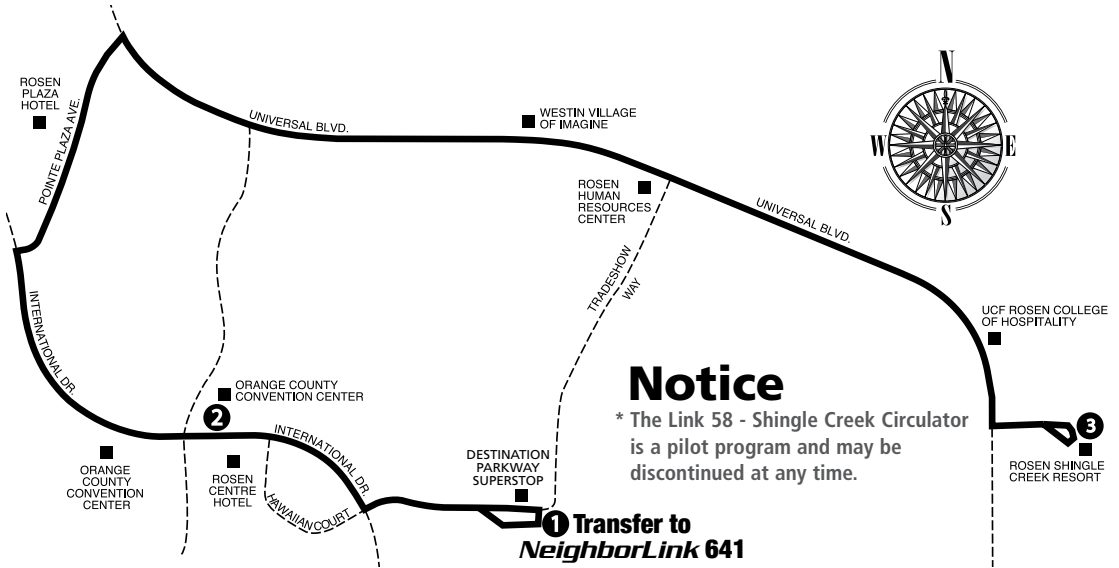 N
W
E
S
ROSEN
PLAZA
HOTEL
POINTE PLAZA AVE.
UNIVERSAL BLVD.
WESTIN VILLAGE
OF IMAGINE
ROSEN
HUMAN
RESOURCES
CENTER
UNIVERSAL BLVD.
TRADESHOW
WAY
UCF ROSEN COLLEGE
OF HOSPITALITY
INTERNATIONAL DR.
ORANGE COUNTY
CONVENTION CENTER
2
INTERNATIONAL DR.
ORANGE
COUNTY
CONVENTION
CENTER
ROSEN
CENTRE
HOTEL
HAWAIIAN COURT
DESTINATION
PARKWAY
SUPERSTOP
Notice
* The Link 58 - Shingle Creek Circulator
is a pilot program and may be
discontinued at any time.
3
ROSEN SHINGLE
CREEK RESORT
1 Transfer to
NeighborLink 641